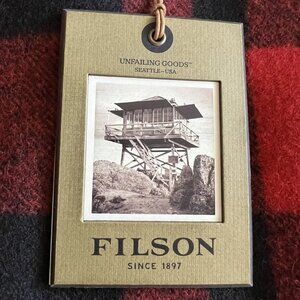 UNFAILING GOODS™
SEATTLE–USA
FILSON
SINCE 1897